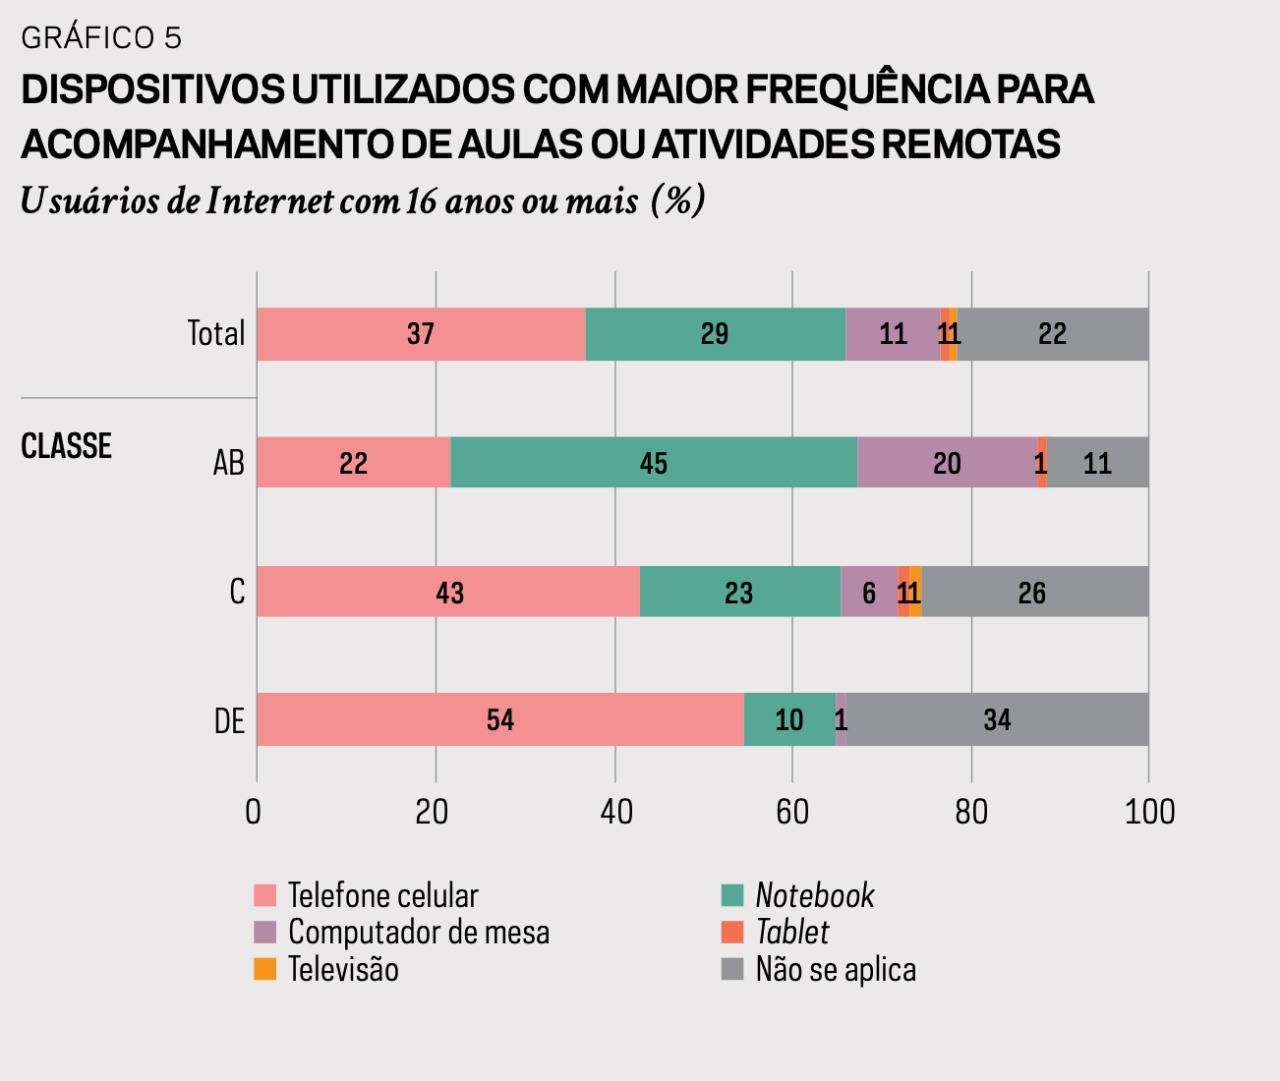 GRÁFICO 5
DISPOSITIVOS UTILIZADOS COM MAIOR FREQUÊNCIA PARA
ACOMPANHAMENTO DE AULAS OU ATIVIDADES REMOTAS
Usuários de Internet com 16 anos ou mais (%)
Total 37 29 11 1 1 22
CLASSE
AB 22 45 20 1 11
C 43 23 6 1 1 26
DE 54 10 1 34
0 20 40 60 80 100
Telefone celular Notebook
Computador de mesa Tablet
Televisão Não se aplica